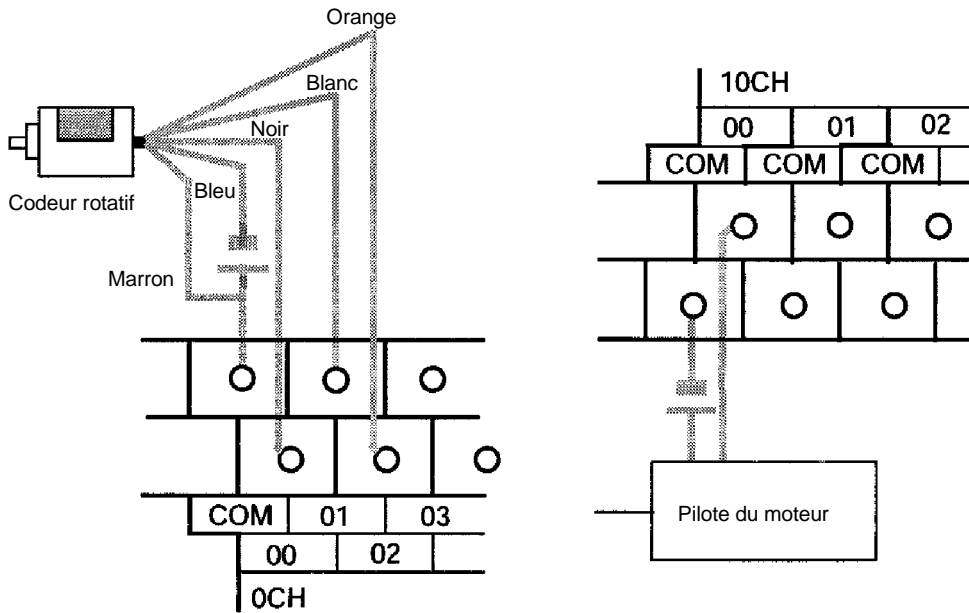 Orange
Blanc
Noir
Bleu
Codeur rotatif
Marron
COM 01 03
00 02
0CH
10CH
00 01 02
COM COM COM
Pilote du moteur